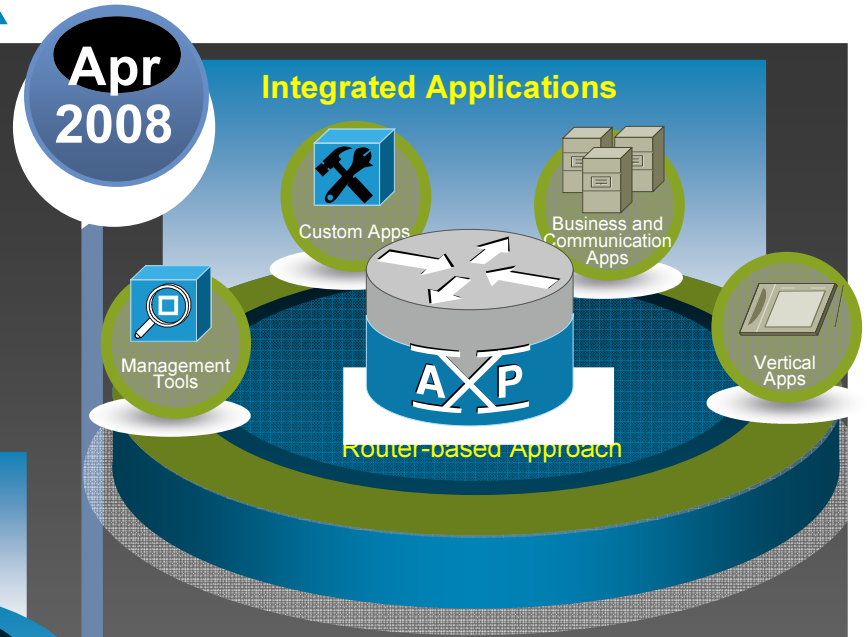 Apr
2008
Integrated Applications
Custom Apps
Business and
Communication
Apps
Management
Tools
Vertical
Apps
AXP
Router-based Approach